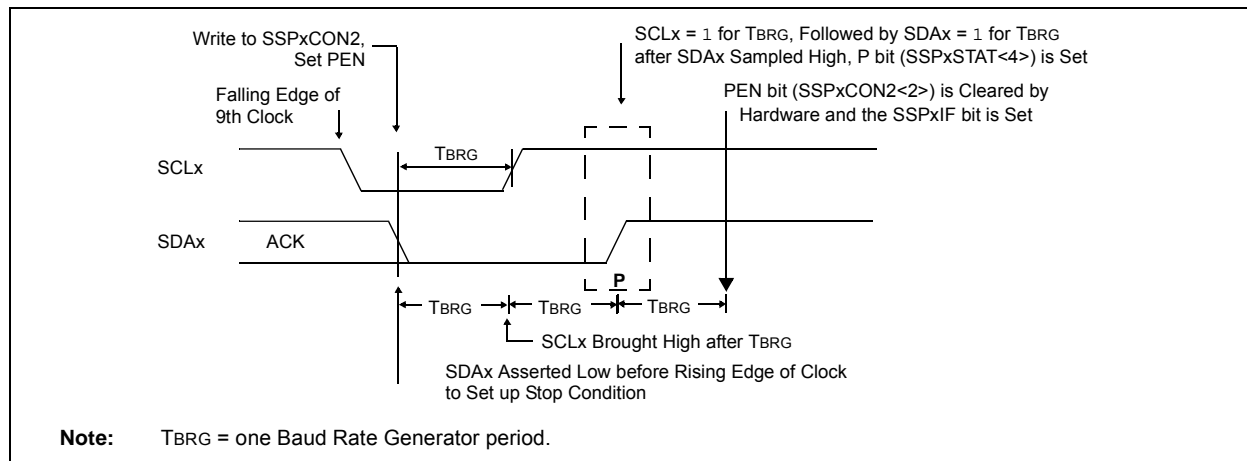 Write to SSPxCON2,
Set PEN
SCLx = 1 for TBRG, Followed by SDAx = 1 for TBRG
after SDAx Sampled High, P bit (SSPxSTAT<4>) is Set
PEN bit (SSPxCON2<2>) is Cleared by
Hardware and the SSPxIF bit is Set
Falling Edge of
9th Clock
SCLx
TBRG
SDAx
ACK
P
TBRG
TBRG
TBRG
SCLx Brought High after TBRG
SDAx Asserted Low before Rising Edge of Clock
to Set up Stop Condition
Note: TBRG = one Baud Rate Generator period.